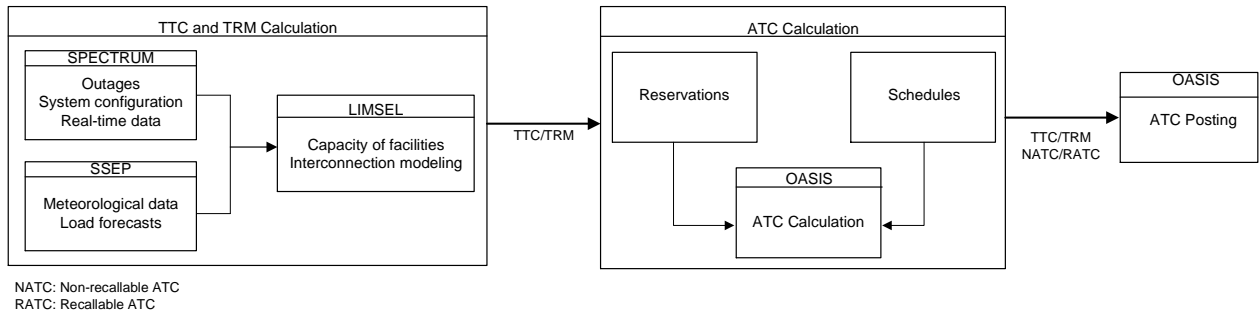 TTC and TRM Calculation
SPECTRUM
Outages
System configuration
Real-time data
SSEP
Meteorological data
Load forecasts
LIMSEL
Capacity of facilities
Interconnection modeling
TTC/TRM
ATC Calculation
Reservations
Schedules
OASIS
ATC Calculation
TTC/TRM
NATC/RATC
OASIS
ATC Posting
NATC: Non-recallable ATC
RATC: Recallable ATC